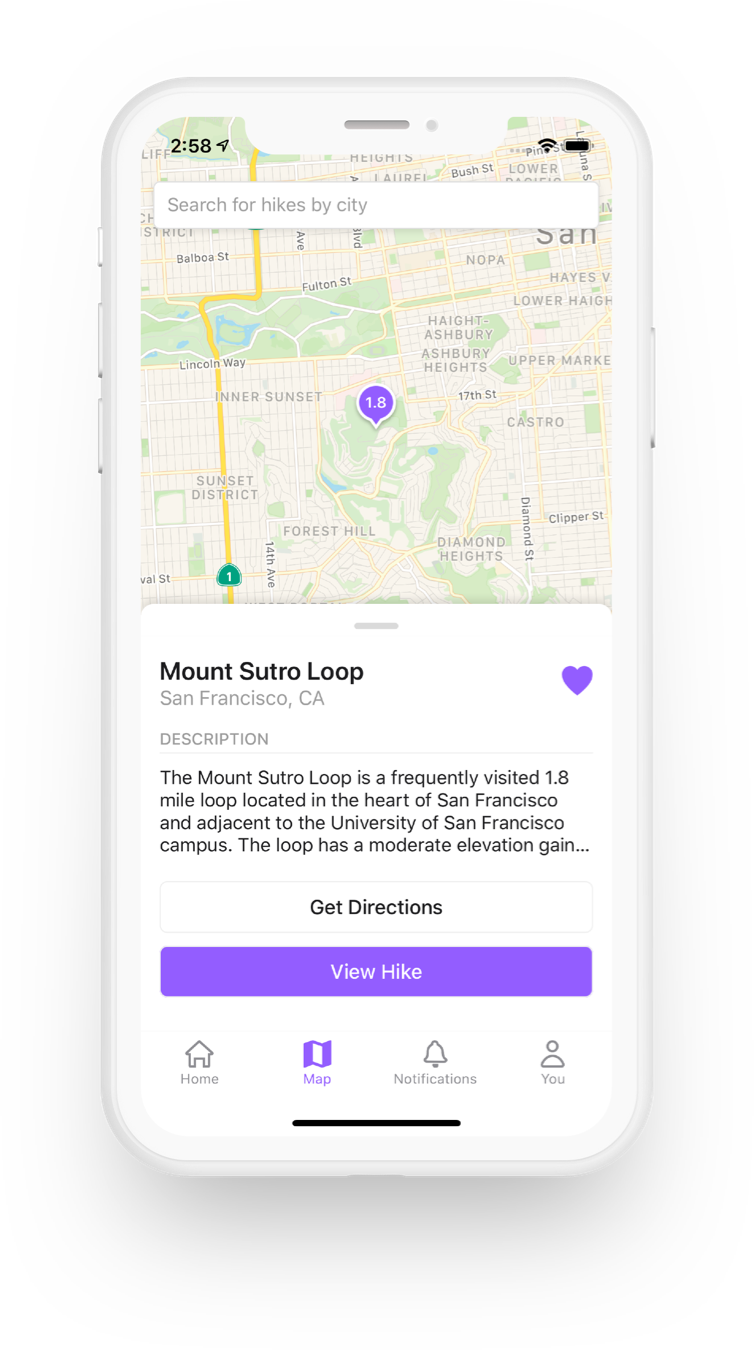 2:58
LIFF
HEIGHTS
LAUREL
Bush St
LOWER
DISTRICT
Search for hikes by city
San
Ave
Blvd
Balboa St
NOPA
Fulton St
HAYES V
LOWER HAIGH
HAIGHT-
ASHBURY
ASHBURY
HEIGHTS
UPPER MARKE
Lincoln Way
INNER SUNSET
1.8
17th St
CASTRO
SUNSET
DISTRICT
FOREST HILL
Diamond St
Clipper St
DIAMOND
HEIGHTS
14th Ave
val St
1
Mount Sutro Loop
San Francisco, CA
DESCRIPTION
The Mount Sutro Loop is a frequently visited 1.8
mile loop located in the heart of San Francisco
and adjacent to the University of San Francisco
campus. The loop has a moderate elevation gain...
Get Directions
View Hike
Home
Map
Notifications
You